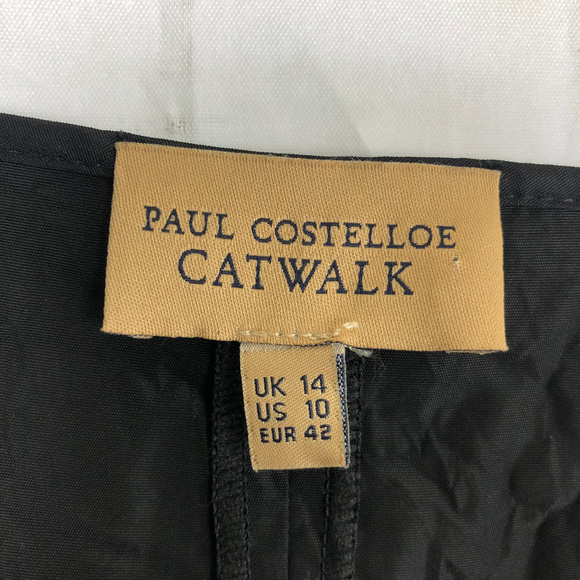 PAUL COSTELLOE
CATWALK
UK 14
US 10
EUR 42